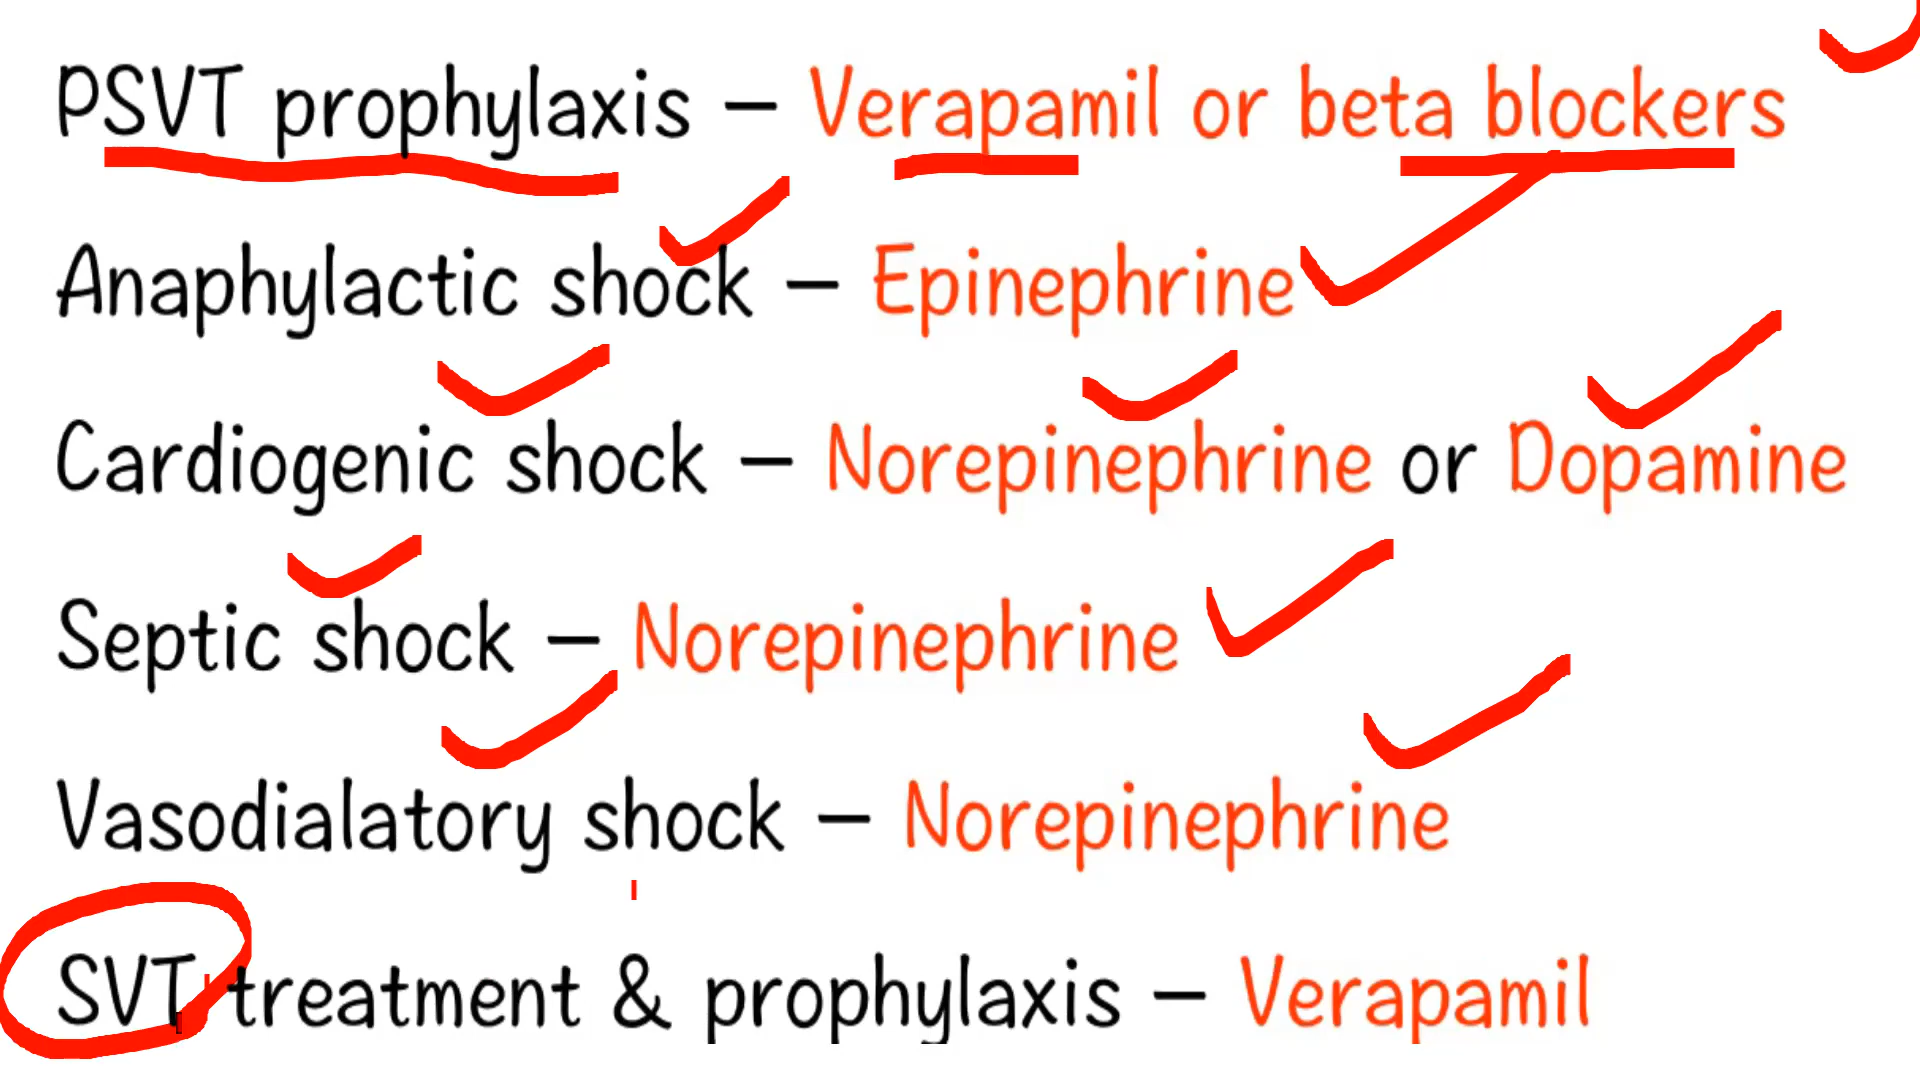 PSVT prophylaxis – Verapamil or beta blockers
Anaphylactic shock – Epinephrine
Cardiogenic shock – Norepinephrine or Dopamine
Septic shock – Norepinephrine
Vasodialatory shock – Norepinephrine
SVT treatment & prophylaxis – Verapamil